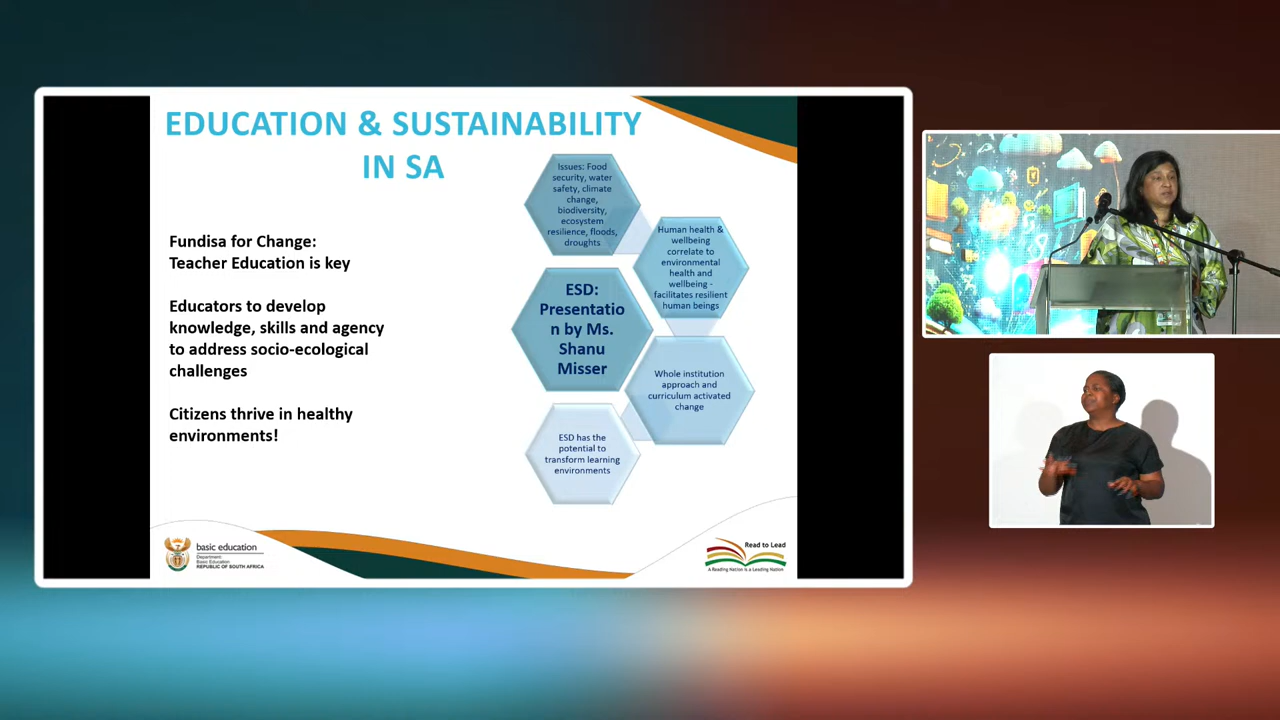 EDUCATION & SUSTAINABILITY
IN SA
Fundisa for Change:
Teacher Education is key
Educators to develop
knowledge, skills and agency
to address socio-ecological
challenges
Citizens thrive in healthy
environments!
Issues: Food
security, water
safety, climate
change,
biodiversity,
ecosystem
resilience, floods,
droughts
Human health &
wellbeing
correlate to
environmental
health and
wellbeing -
facilitates resilient
human beings
ESD:
Presentatio
n by Ms.
Shanu
Misser
Whole institution
approach and
curriculum activated
change
ESD has the
potential to
transform learning
environments
basic education
Department:
Basic Education
REPUBLIC OF SOUTH AFRICA
Read to Lead
A Reading Nation is a Leading Nation